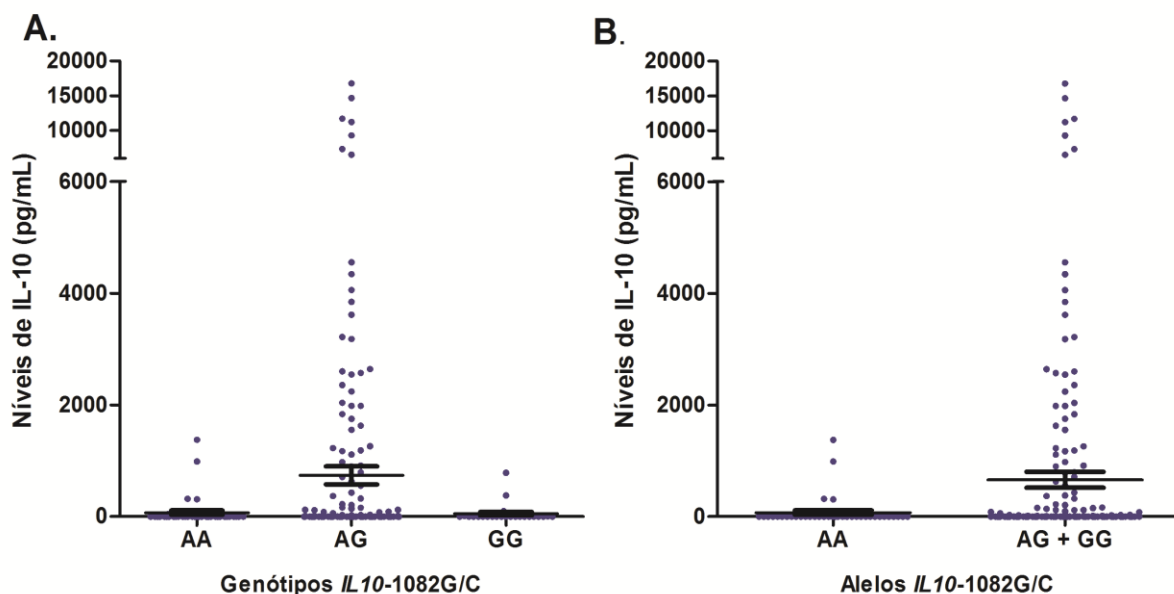 A.
Níveis de IL-10 (pg/mL)
20000
15000
10000
6000
4000
2000
0
AA AG GG
Genótipos IL10-1082G/C
B.
Níveis de IL-10 (pg/mL)
20000
15000
10000
6000
4000
2000
0
AA AG + GG
Alelos IL10-1082G/C